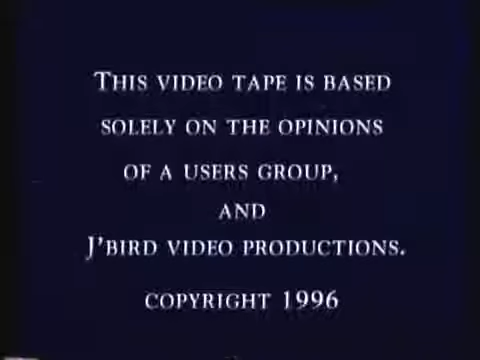 THIS VIDEO TAPE IS BASED
SOLELY ON THE OPINIONS
OF A USERS GROUP,
AND
J'BIRD VIDEO PRODUCTIONS.
COPYRIGHT 1996